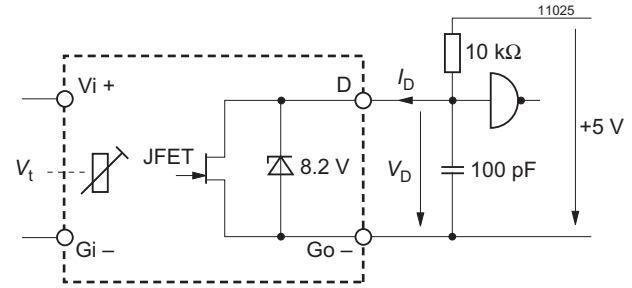 11025
10 kΩ
Vi +
D
I_D
+5 V
V_t
JFET
8.2 V
V_D
100 pF
Gi –
Go –